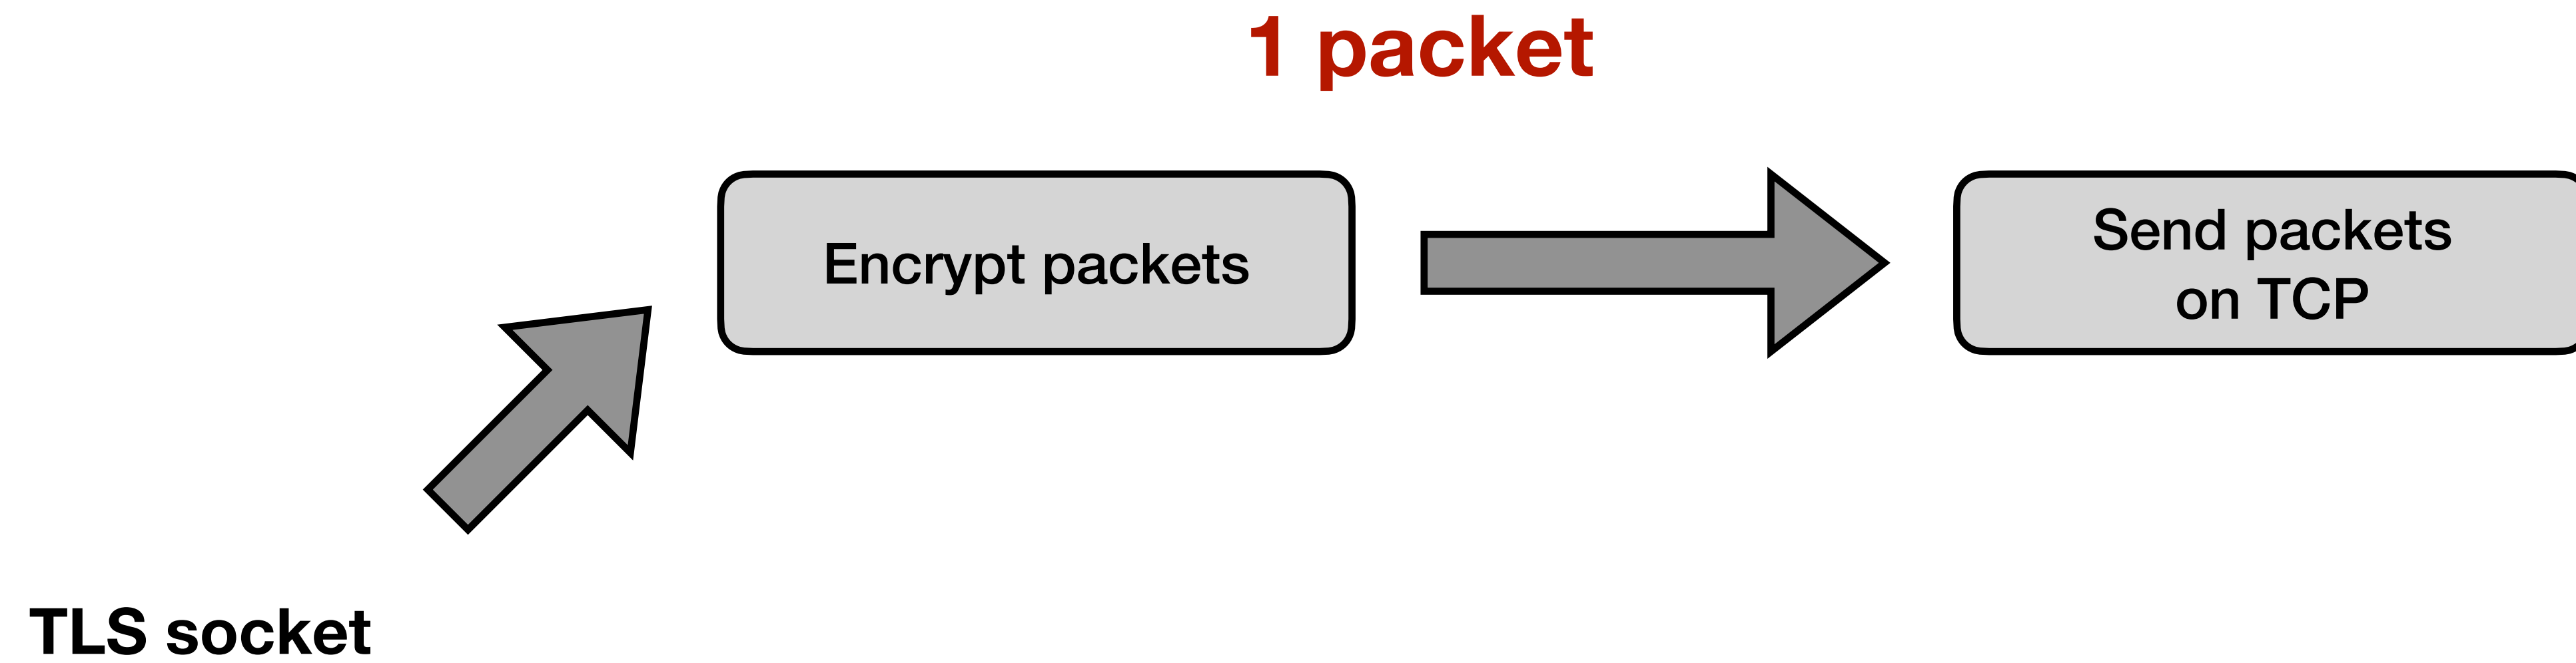 1 packet
Encrypt packets
Send packets
on TCP
TLS socket